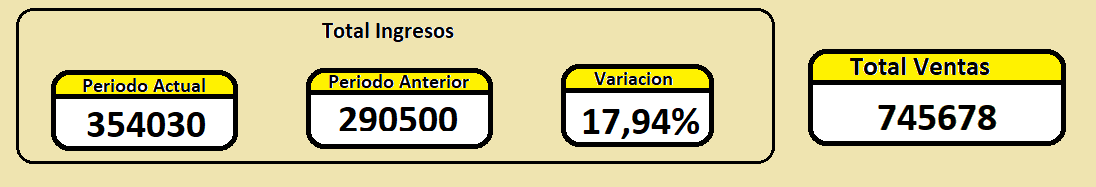 Total Ingresos
Periodo Actual
354030
Periodo Anterior
290500
Variacion
17,94%
Total Ventas
745678